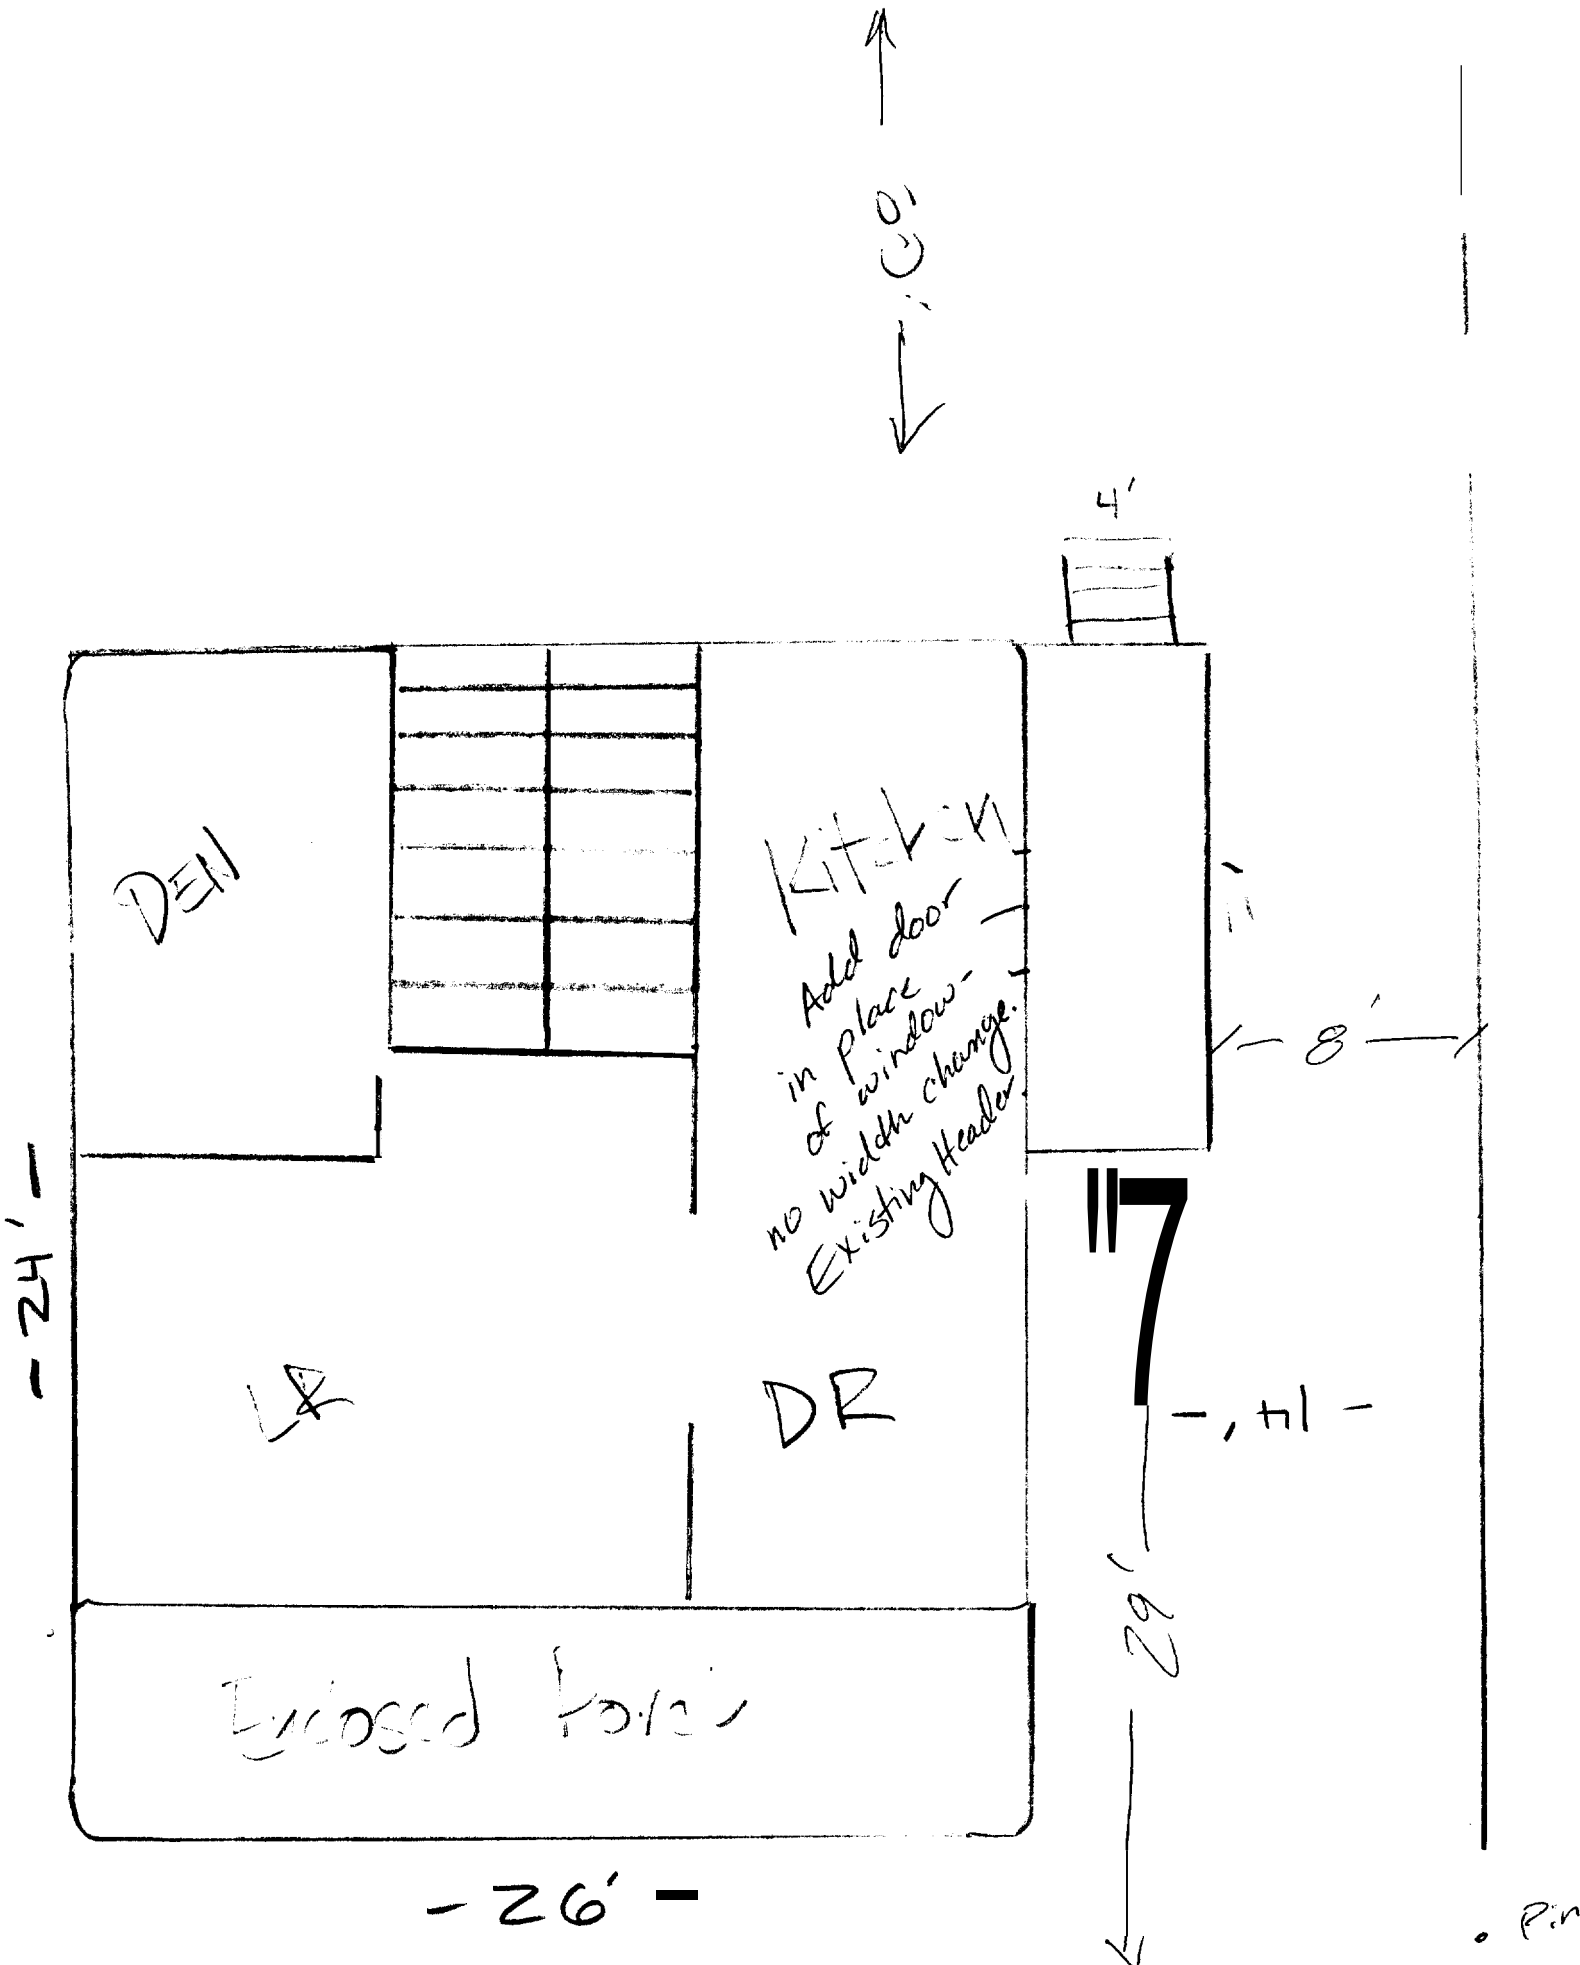 4'
DEN
Kitchen
Add door
in place
of window-
no width change.
Existing Header.
- 8' -
- 24' -
"7
- 14' -
LR
DR
29'
Enclosed Porch
- 26' -
Pin